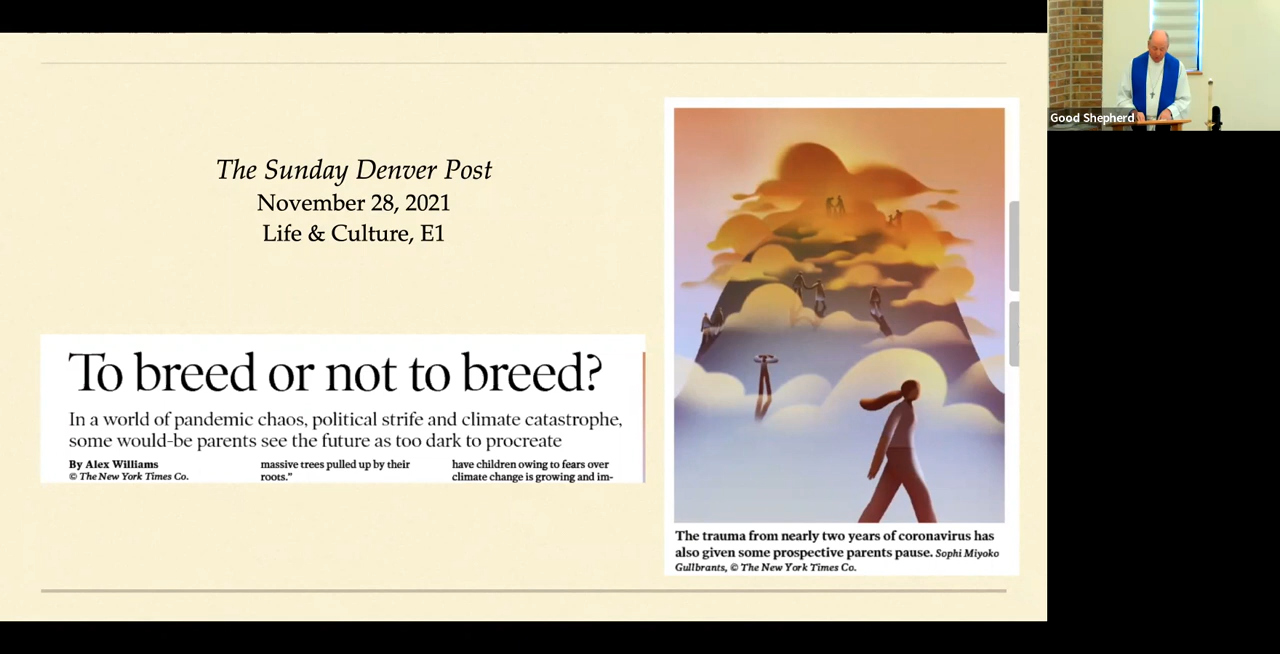 The Sunday Denver Post
November 28, 2021
Life & Culture, E1
To breed or not to breed?
In a world of pandemic chaos, political strife and climate catastrophe,
some would-be parents see the future as too dark to procreate
By Alex Williams
© The New York Times Co.
massive trees pulled up by their
roots.”
have children owing to fears over
climate change is growing and im-
The trauma from nearly two years of coronavirus has
also given some prospective parents pause. Sophi Miyoko
Gullbrants, © The New York Times Co.
Good Shepherd